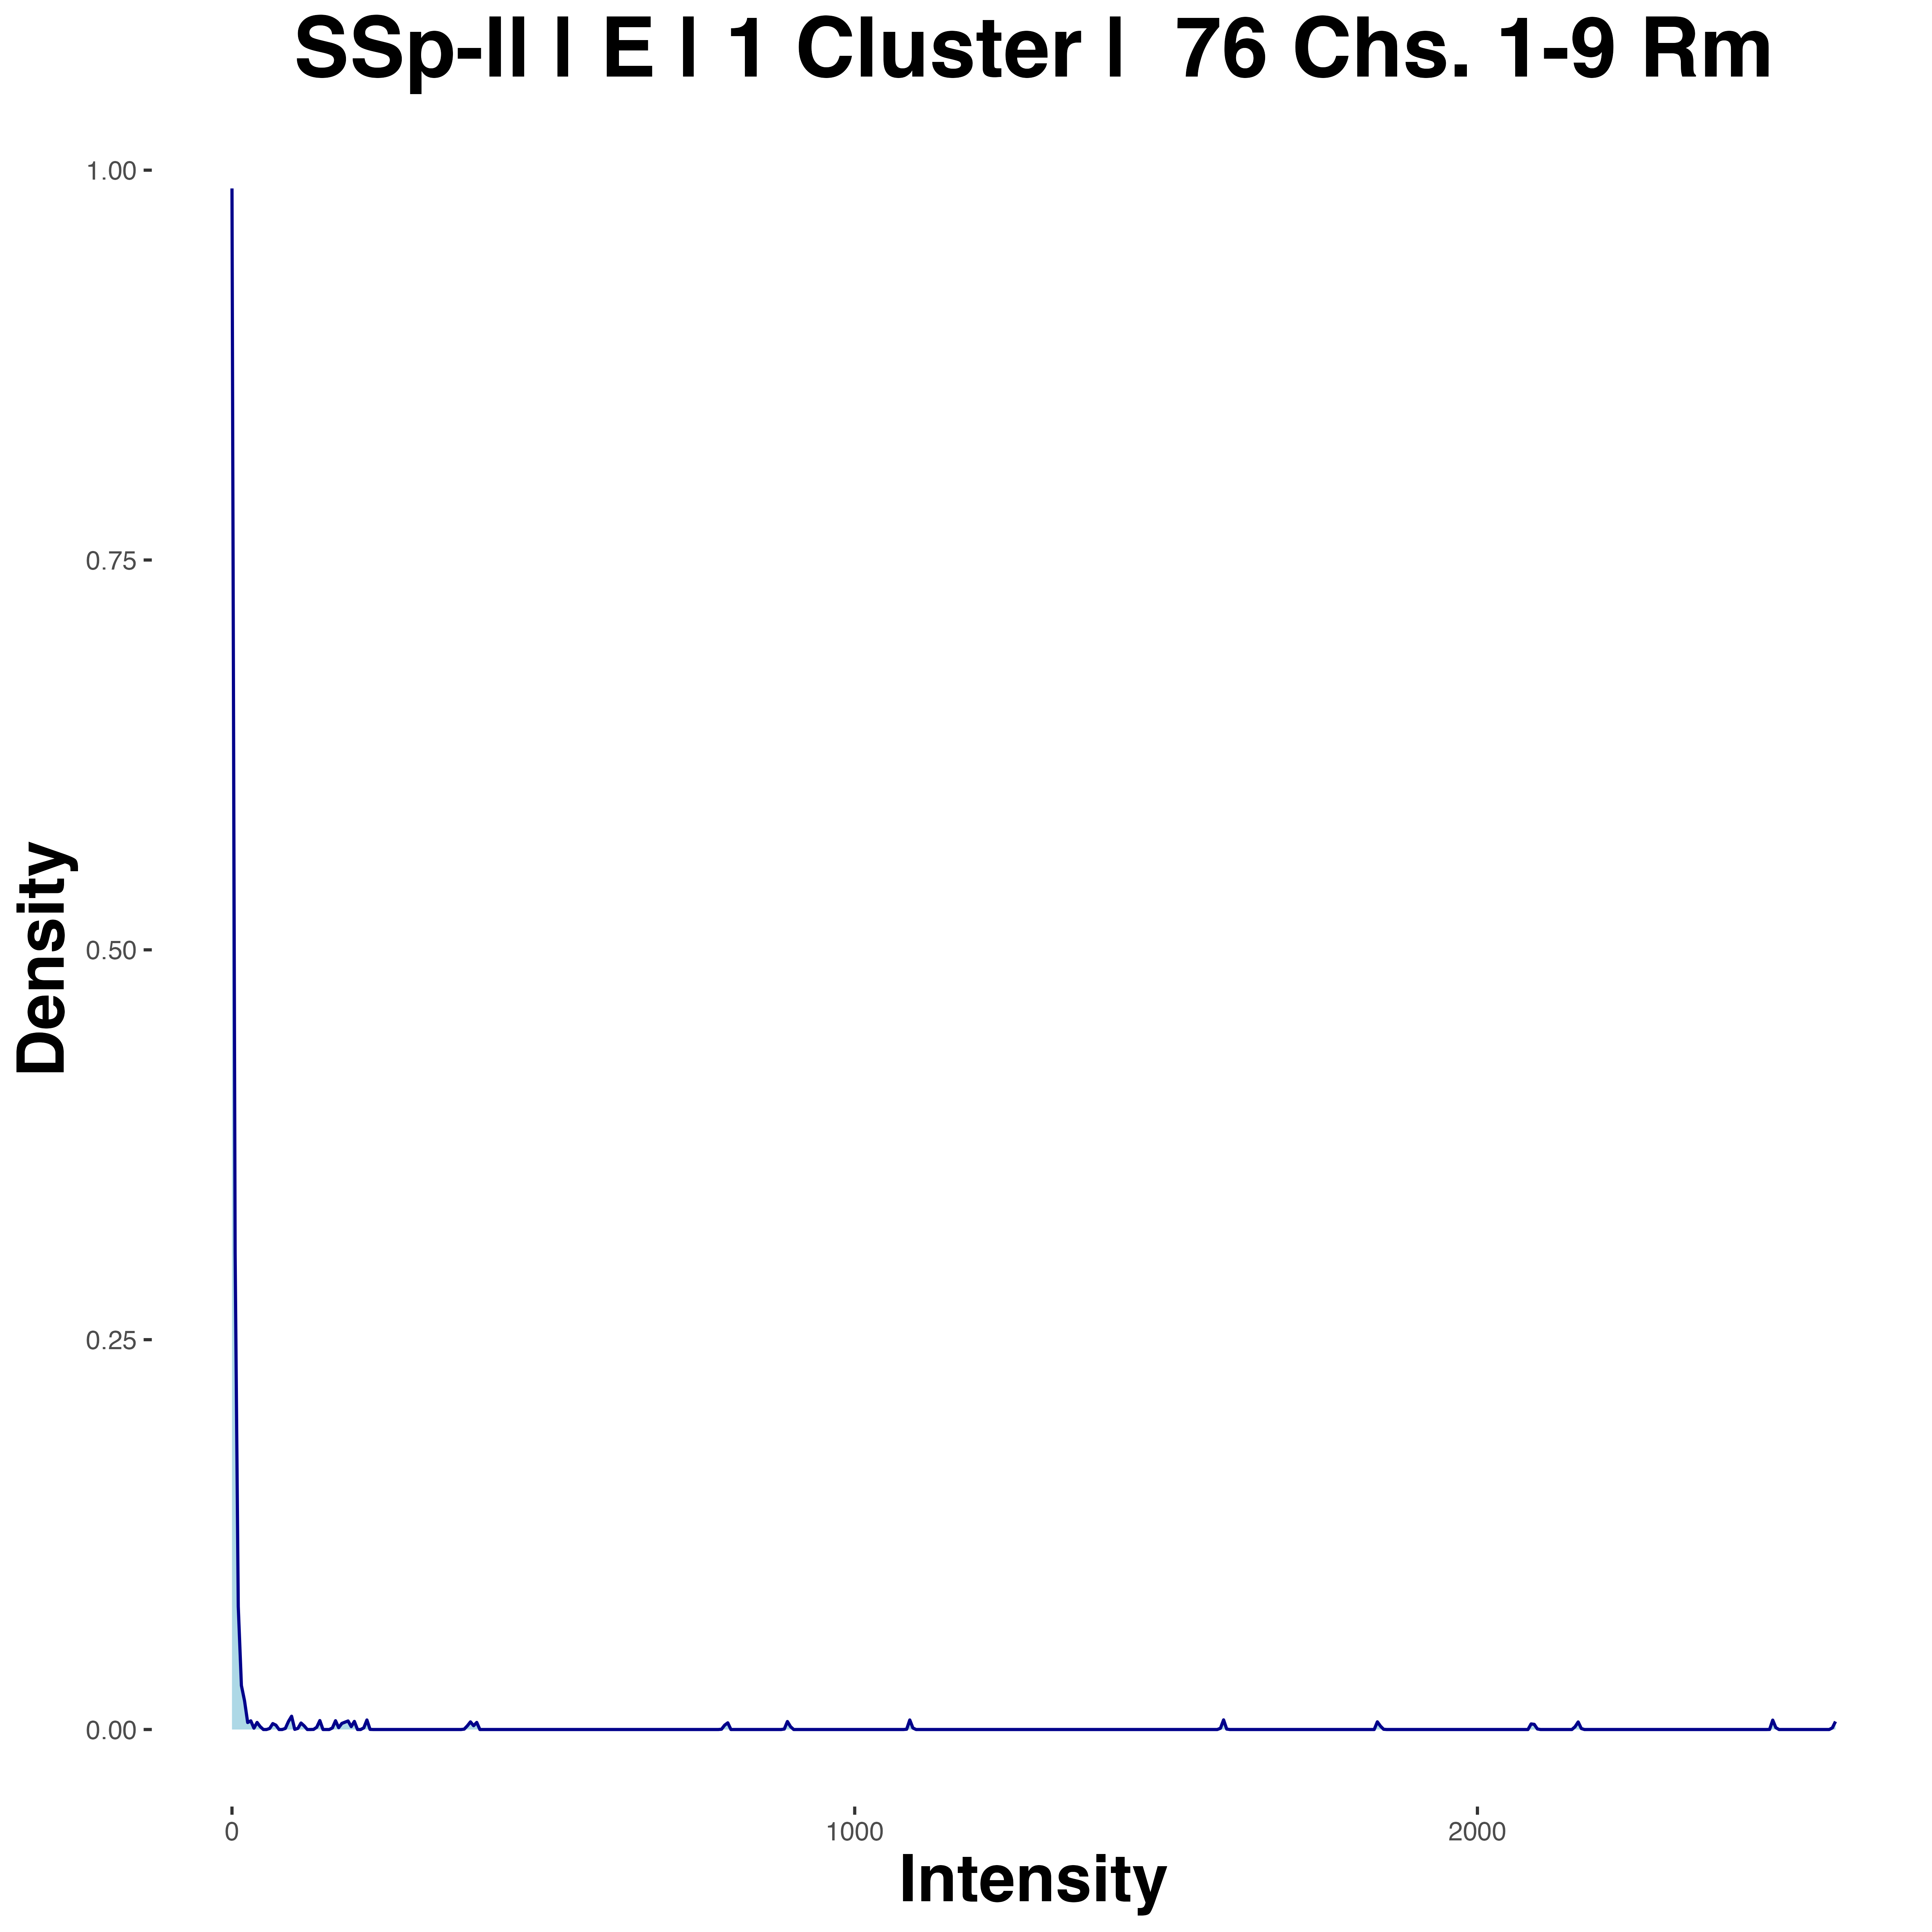 SSp-ll | E | 1 Cluster |  76 Chs. 1-9 Rm
1.00
0.75
0.50
0.25
0.00
Density
0 1000 2000
Intensity